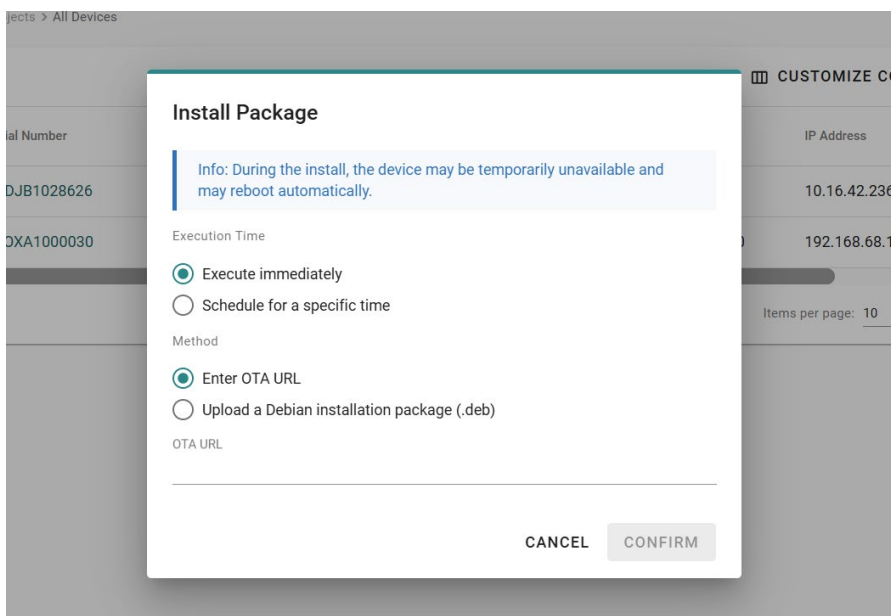 jects > All Devices
CUSTOMIZE CO
Install Package
ial Number
IP Address
Info: During the install, the device may be temporarily unavailable and
may reboot automatically.
DJB1028626
10.16.42.236
Execution Time
OXA1000030
192.168.68.1
Execute immediately
Schedule for a specific time
Items per page: 10
Method
Enter OTA URL
Upload a Debian installation package (.deb)
OTA URL
CANCEL CONFIRM